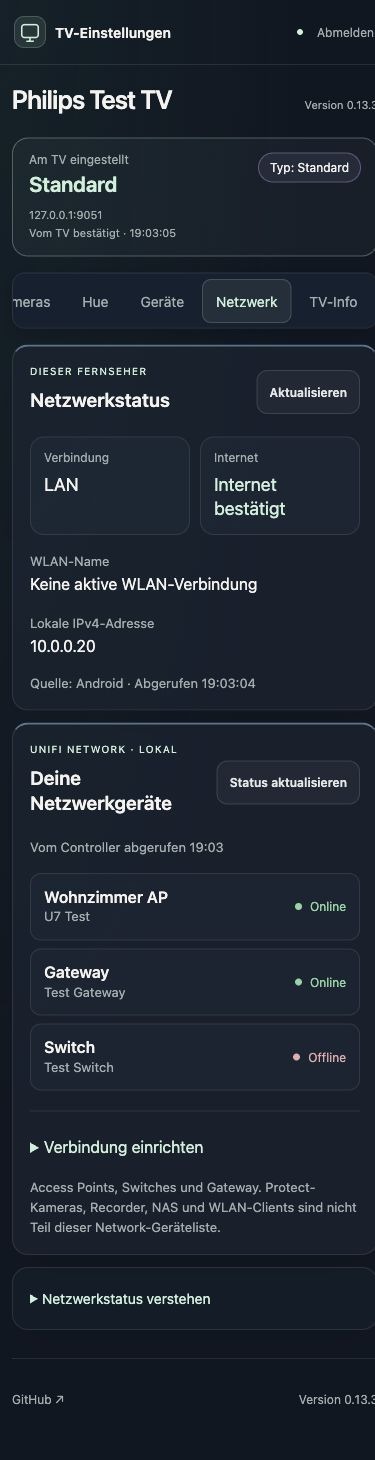 TV-Einstellungen
Abmelden
Philips Test TV
Version 0.13.3
Am TV eingestellt
Typ: Standard
Standard
127.0.0.1:9051
Vom TV bestätigt · 19:03:05
meras Hue Geräte Netzwerk TV-Info
DIESER FERNSEHER
Netzwerkstatus
Aktualisieren
Verbindung
LAN
Internet
Internet
bestätigt
WLAN-Name
Keine aktive WLAN-Verbindung
Lokale IPv4-Adresse
10.0.0.20
Quelle: Android · Abgerufen 19:03:04
UNIFI NETWORK · LOKAL
Deine
Netzwerkgeräte
Status aktualisieren
Vom Controller abgerufen 19:03
Wohnzimmer AP
U7 Test
Online
Gateway
Test Gateway
Online
Switch
Test Switch
Offline
Verbindung einrichten
Access Points, Switches und Gateway. Protect-
Kameras, Recorder, NAS und WLAN-Clients sind nicht
Teil dieser Network-Geräteliste.
Netzwerkstatus verstehen
GitHub ↗
Version 0.13.3